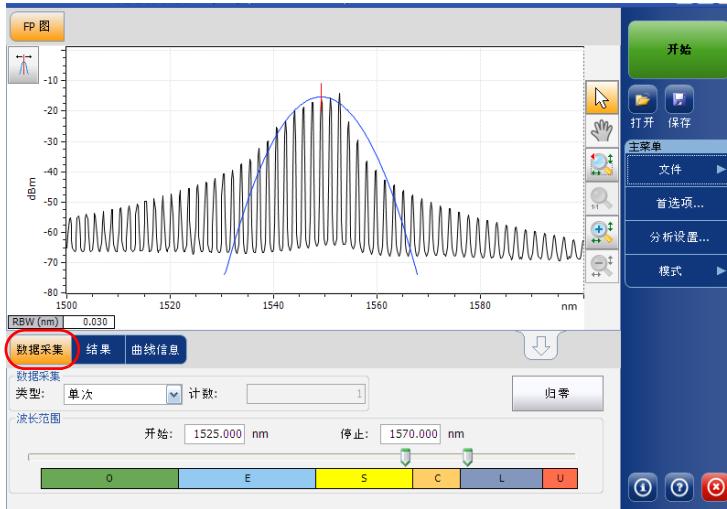 FP 图
开始
打开 保存
主菜单
文件
首选项...
分析设置...
模式
dBm
-10
-20
-30
-40
-50
-60
-70
-80
1500 1520 1540 1560 1580 nm
RBW (nm) 0.030
1:1
数据采集 结果 曲线信息
数据采集
类型: 单次 计数: 1 归零
波长范围
开始: 1525.000 nm 停止: 1570.000 nm
O E S C L U